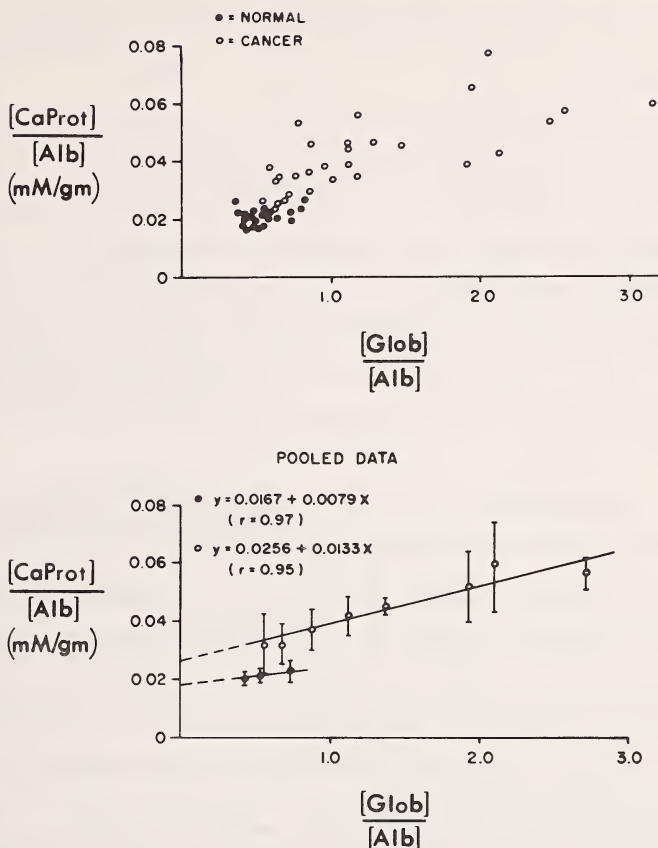 ● = NORMAL
○ = CANCER
0.08
0.06
0.04
0.02
0
[CaProt]
[Alb]
(mM/gm)
1.0
2.0
3.0
[Glob]
[Alb]
POOLED DATA
● y = 0.0167 + 0.0079 X
( r = 0.97 )
○ y = 0.0256 + 0.0133 X
( r = 0.95 )
0.08
0.06
0.04
0.02
0
[CaProt]
[Alb]
(mM/gm)
1.0
2.0
3.0
[Glob]
[Alb]